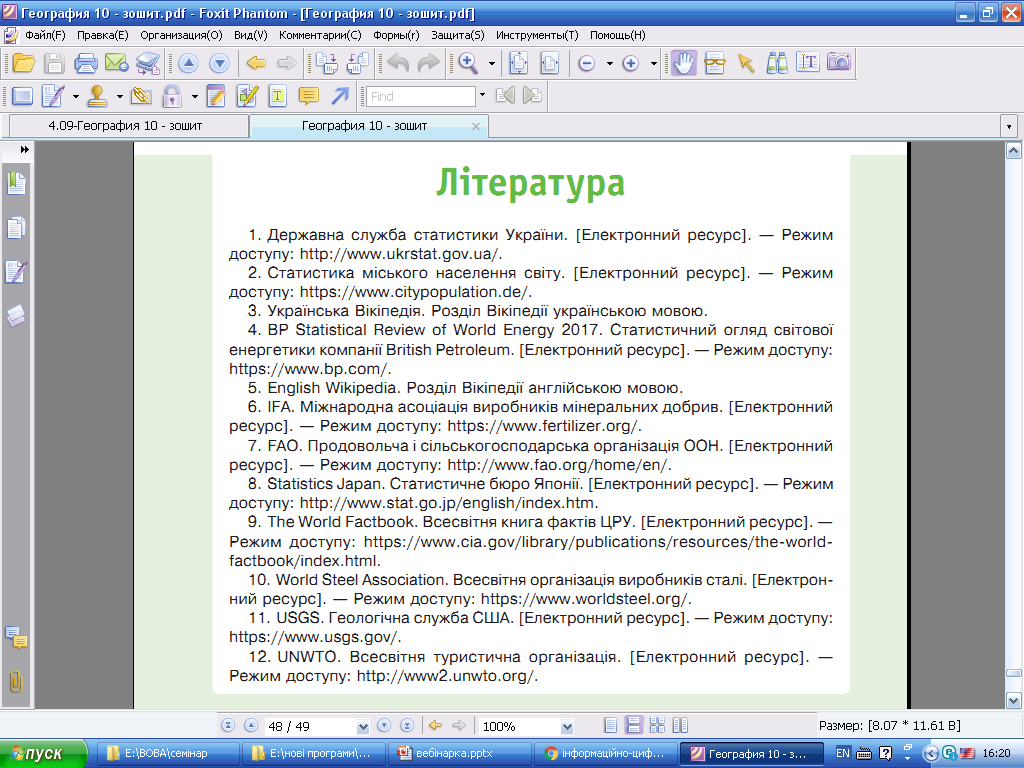 География 10 - зошит.pdf - Foxit Phantom - [География 10 - зошит.pdf]
Файл(F) Правка(E) Организация(O) Вид(V) Комментарии(C) Формы(r) Защита(S) Инструменты(T) Помощь(H)
Find
4.09-География 10 - зошит География 10 - зошит
Література
1. Державна служба статистики України. [Електронний ресурс]. — Режим
доступу: http://www.ukrstat.gov.ua/.
2. Статистика міського населення світу. [Електронний ресурс]. — Режим
доступу: https://www.citypopulation.de/.
3. Українська Вікіпедія. Розділ Вікіпедії українською мовою.
4. BP Statistical Review of World Energy 2017. Статистичний огляд світової
енергетики компанії British Petroleum. [Електронний ресурс]. — Режим доступу:
https://www.bp.com/.
5. English Wikipedia. Розділ Вікіпедії англійською мовою.
6. IFA. Міжнародна асоціація виробників мінеральних добрив. [Електронний
ресурс]. — Режим доступу: https://www.fertilizer.org/.
7. FAO. Продовольча і сільськогосподарська організація ООН. [Електронний
ресурс]. — Режим доступу: http://www.fao.org/home/en/.
8. Statistics Japan. Статистичне бюро Японії. [Електронний ресурс]. — Режим
доступу: http://www.stat.go.jp/english/index.htm.
9. The World Factbook. Всесвітня книга фактів ЦРУ. [Електронний ресурс]. —
Режим доступу: https://www.cia.gov/library/publications/resources/the-world-
factbook/index.html.
10. World Steel Association. Всесвітня організація виробників сталі. [Електрон-
ний ресурс]. — Режим доступу: https://www.worldsteel.org/.
11. USGS. Геологічна служба США. [Електронний ресурс]. — Режим доступу:
https://www.usgs.gov/.
12. UNWTO. Всесвітня туристична організація. [Електронний ресурс]. —
Режим доступу: http://www2.unwto.org/.
48 / 49 100% Размер: [8.07 * 11.61 В]
пуск E:\ВОВА\семінар E:\нові програми\... вебінарка.pptx інформаційно-циф... География 10 - з... EN 16:20